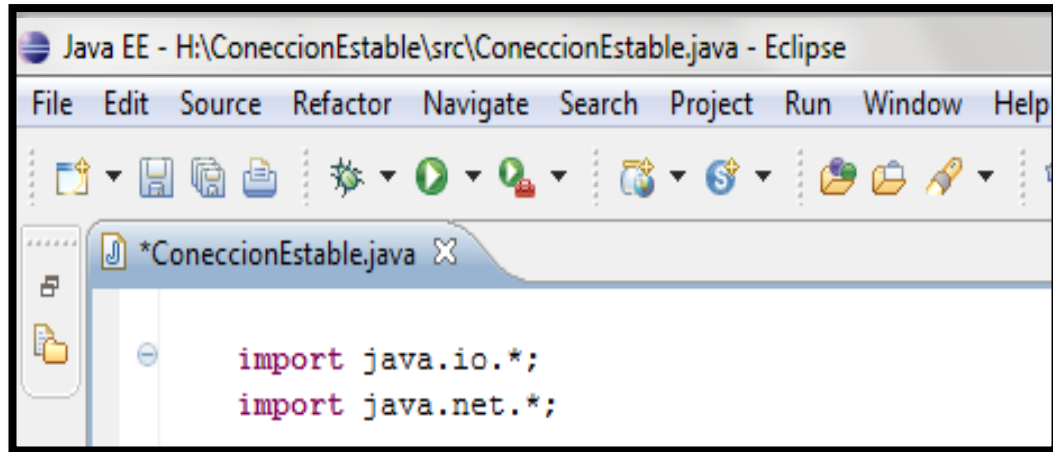 Java EE - H:\ConeccionEstable\src\ConeccionEstable.java - Eclipse
File Edit Source Refactor Navigate Search Project Run Window Help
*ConeccionEstable.java
import java.io.*;
import java.net.*;